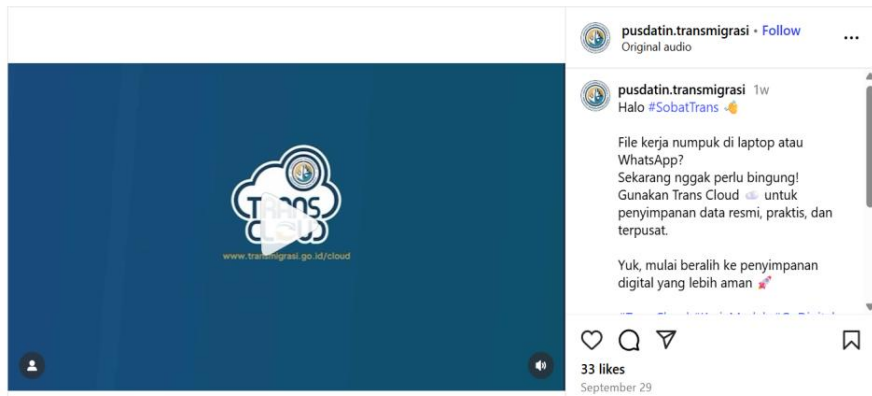 TRANS
CLOUD
www.transmigrasi.go.id/cloud
pusdatin.transmigrasi • Follow
Original audio
pusdatin.transmigrasi 1w
Halo #SobatTrans
File kerja numpuk di laptop atau
WhatsApp?
Sekarang nggak perlu bingung!
Gunakan Trans Cloud untuk
penyimpanan data resmi, praktis, dan
terpusat.
Yuk, mulai beralih ke penyimpanan
digital yang lebih aman
33 likes
September 29